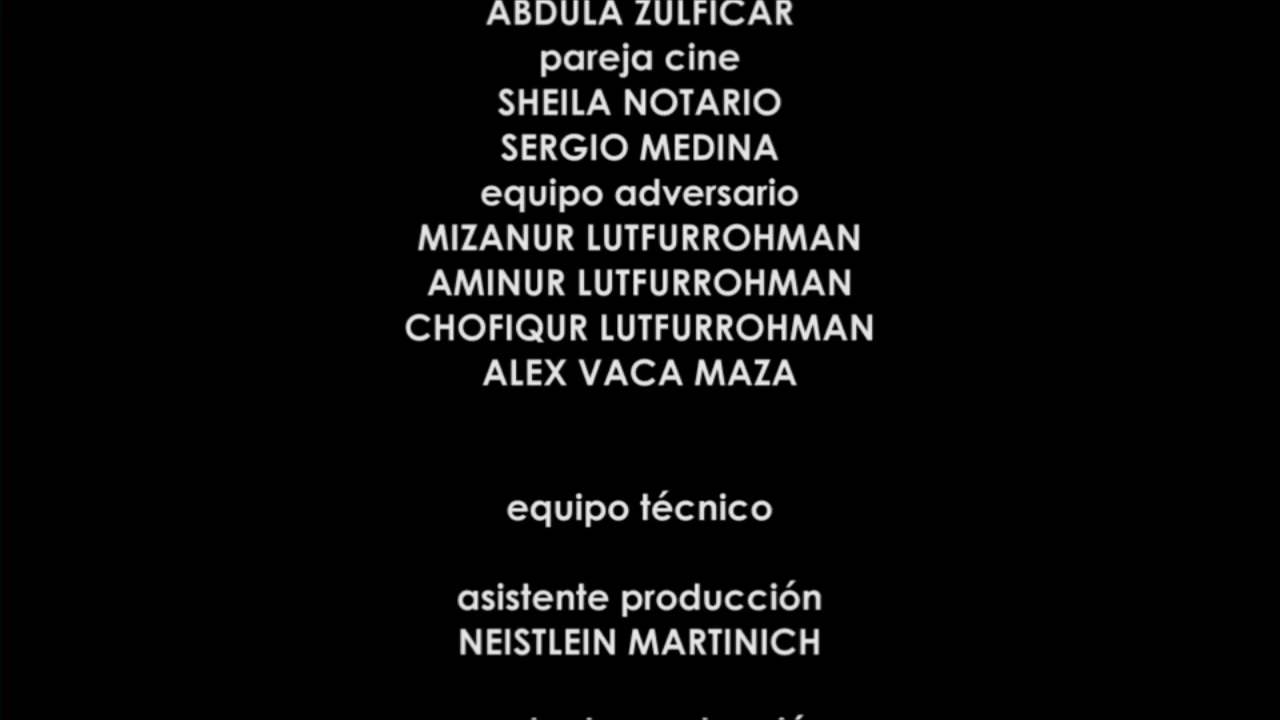 ABDULA ZULFICAR
pareja cine
SHEILA NOTARIO
SERGIO MEDINA
equipo adversario
MIZANUR LUTFURROHMAN
AMINUR LUTFURROHMAN
CHOFIQUR LUTFURROHMAN
ALEX VACA MAZA
equipo técnico
asistente producción
NEISTLEIN MARTINICH